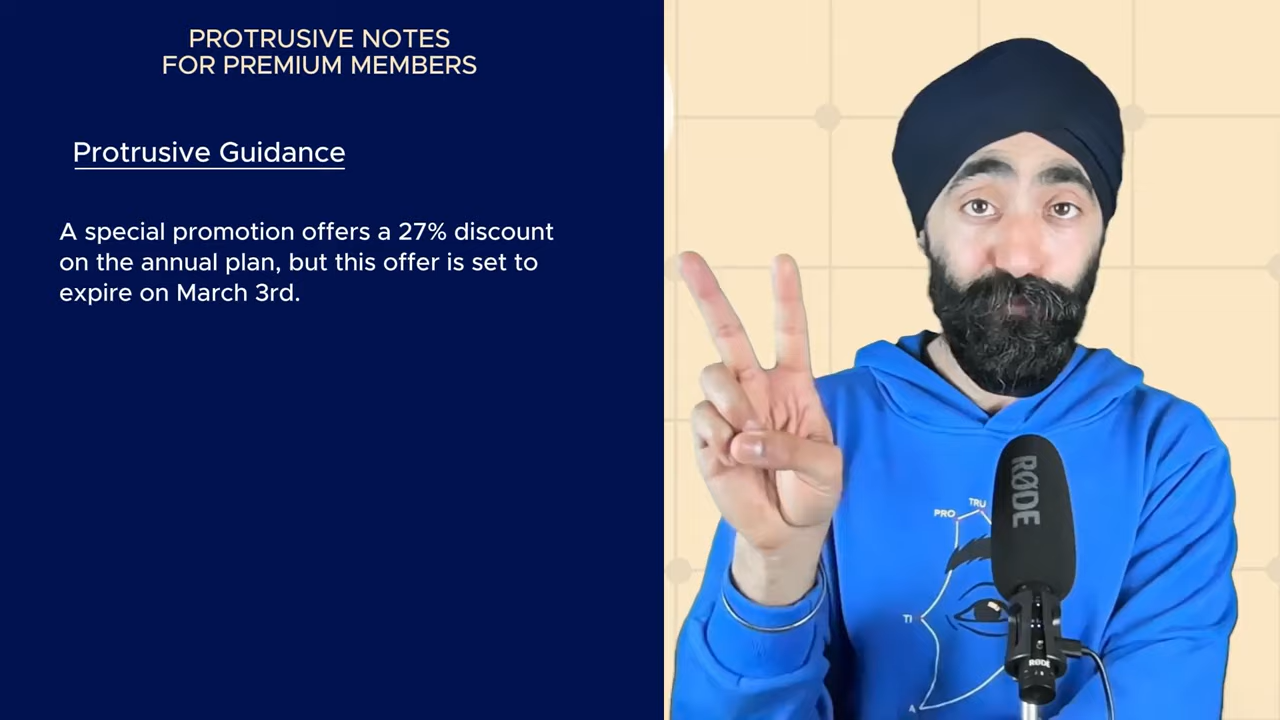 PROTRUSIVE NOTES
FOR PREMIUM MEMBERS
Protrusive Guidance
A special promotion offers a 27% discount
on the annual plan, but this offer is set to
expire on March 3rd.
PRO
TRU
TI
A
RØDE
RØDE